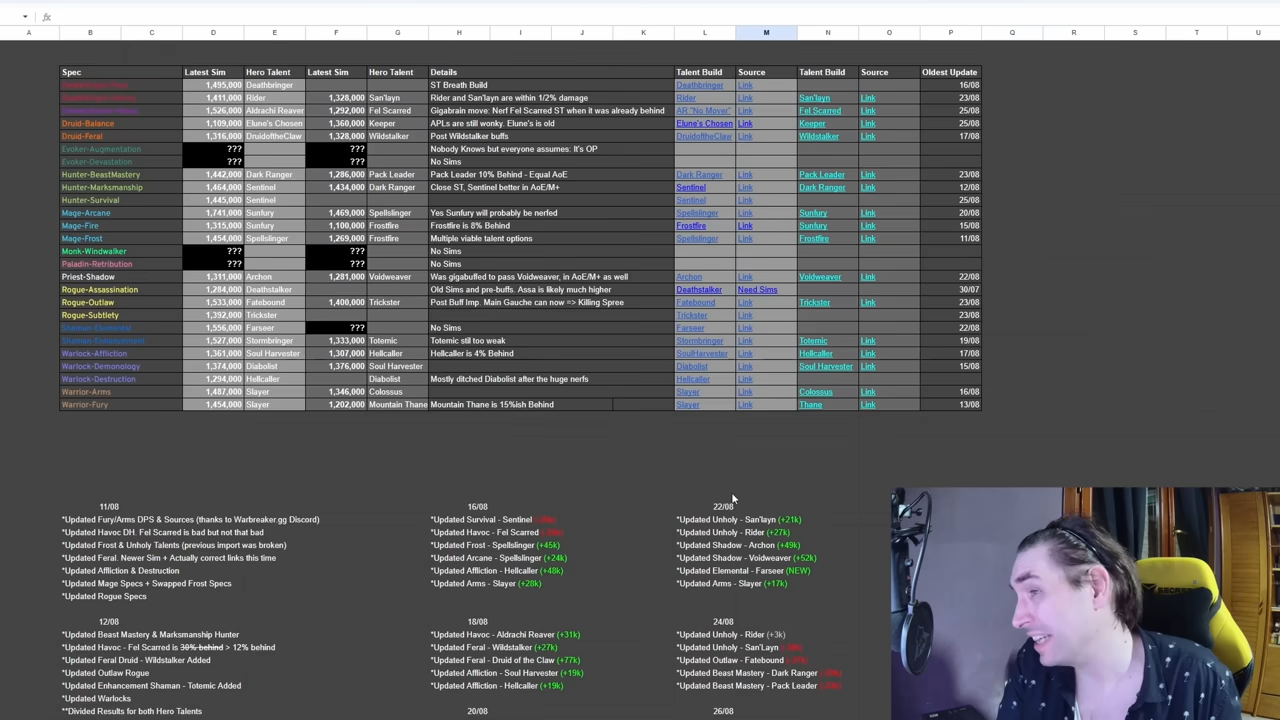 fx
A B C D E F G H I J K L M N O P Q R S T U
Spec Latest Sim Hero Talent Latest Sim Hero Talent Details Talent Build Source Talent Build Source Oldest Update
1,495,000 Deathbringer ST Breath Build Deathbringer Link 16/08
1,411,000 Rider 1,328,000 San'layn Rider and San'layn are within 1/2% damage Rider Link San'layn Link 23/08
1,526,000 Aldrachi Reaver 1,292,000 Fel Scarred Gigabrain move: Nerf Fel Scarred ST when it was already behind AR "No Mover" Link Fel Scarred Link 25/08
Druid-Balance 1,109,000 Elune's Chosen 1,360,000 Keeper APLs are still wonky. Elune's is old Elune's Chosen Link Keeper Link 25/08
Druid-Feral 1,316,000 DruidoftheClaw 1,328,000 Wildstalker Post Wildstalker buffs DruidoftheClaw Link Wildstalker Link 17/08
Evoker-Augmentation ??? ??? Nobody Knows but everyone assumes: It's OP
Evoker-Devastation ??? ??? No Sims
Hunter-BeastMastery 1,442,000 Dark Ranger 1,286,000 Pack Leader Pack Leader 10% Behind - Equal AoE Dark Ranger Link Pack Leader Link 23/08
Hunter-Marksmanship 1,464,000 Sentinel 1,434,000 Dark Ranger Close ST, Sentinel better in AoE/M+ Sentinel Link Dark Ranger Link 12/08
Hunter-Survival 1,445,000 Sentinel Sentinel Link 25/08
Mage-Arcane 1,741,000 Sunfury 1,469,000 Spellslinger Yes Sunfury will probably be nerfed Spellslinger Link Sunfury Link 20/08
Mage-Fire 1,315,000 Sunfury 1,100,000 Frostfire Frostfire is 8% Behind Frostfire Link Sunfury Link 15/08
Mage-Frost 1,454,000 Spellslinger 1,269,000 Frostfire Multiple viable talent options Spellslinger Link Frostfire Link 11/08
Monk-Windwalker ??? ??? No Sims
Paladin-Retribution ??? ??? No Sims
Priest-Shadow 1,311,000 Archon 1,281,000 Voidweaver Was gigabuffed to pass Voidweaver, in AoE/M+ as well Archon Link Voidweaver Link 22/08
Rogue-Assassination 1,284,000 Deathstalker Old Sims and pre-buffs. Assa is likely much higher Deathstalker Need Sims 30/07
Rogue-Outlaw 1,533,000 Fatebound 1,400,000 Trickster Post Buff Imp. Main Gauche can now => Killing Spree Fatebound Link Trickster Link 23/08
Rogue-Subtlety 1,392,000 Trickster Trickster Link 23/08
Shaman-Elemental 1,556,000 Farseer ??? No Sims Farseer Link 22/08
Shaman-Enhancement 1,527,000 Stormbringer 1,333,000 Totemic Totemic stil too weak Stormbringer Link Totemic Link 19/08
Warlock-Affliction 1,361,000 Soul Harvester 1,307,000 Hellcaller Hellcaller is 4% Behind SoulHarvester Link Hellcaller Link 17/08
Warlock-Demonology 1,374,000 Diabolist 1,376,000 Soul Harvester Diabolist Link Soul Harvester Link 15/08
Warlock-Destruction 1,294,000 Hellcaller Diabolist Mostly ditched Diabolist after the huge nerfs Hellcaller Link
Warrior-Arms 1,487,000 Slayer 1,346,000 Colossus Slayer Link Colossus Link 16/08
Warrior-Fury 1,454,000 Slayer 1,202,000 Mountain Thane Mountain Thane is 15%ish Behind Slayer Link Thane Link 13/08
11/08
*Updated Fury/Arms DPS & Sources (thanks to Warbreaker.gg Discord)
*Updated Havoc DH. Fel Scarred is bad but not that bad
*Updated Frost & Unholy Talents (previous import was broken)
*Updated Feral. Newer Sim + Actually correct links this time
*Updated Affliction & Destruction
*Updated Mage Specs + Swapped Frost Specs
*Updated Rogue Specs
12/08
*Updated Beast Mastery & Marksmanship Hunter
*Updated Havoc - Fel Scarred is 30% behind > 12% behind
*Updated Feral Druid - Wildstalker Added
*Updated Outlaw Rogue
*Updated Enhancement Shaman - Totemic Added
*Updated Warlocks
**Divided Results for both Hero Talents
16/08
*Updated Survival - Sentinel
*Updated Havoc - Fel Scarred
*Updated Frost - Spellslinger (+45k)
*Updated Arcane - Spellslinger (+24k)
*Updated Affliction - Hellcaller (+48k)
*Updated Arms - Slayer (+28k)
18/08
*Updated Havoc - Aldrachi Reaver (+31k)
*Updated Feral - Wildstalker (+27k)
*Updated Feral - Druid of the Claw (+77k)
*Updated Affliction - Soul Harvester (+19k)
*Updated Affliction - Hellcaller (+19k)
20/08
22/08
*Updated Unholy - San'layn (+21k)
*Updated Unholy - Rider (+27k)
*Updated Shadow - Archon (+49k)
*Updated Shadow - Voidweaver (+52k)
*Updated Elemental - Farseer (NEW)
*Updated Arms - Slayer (+17k)
24/08
*Updated Unholy - Rider (+3k)
*Updated Unholy - San'Layn
*Updated Outlaw - Fatebound
*Updated Beast Mastery - Dark Ranger
*Updated Beast Mastery - Pack Leader
26/08